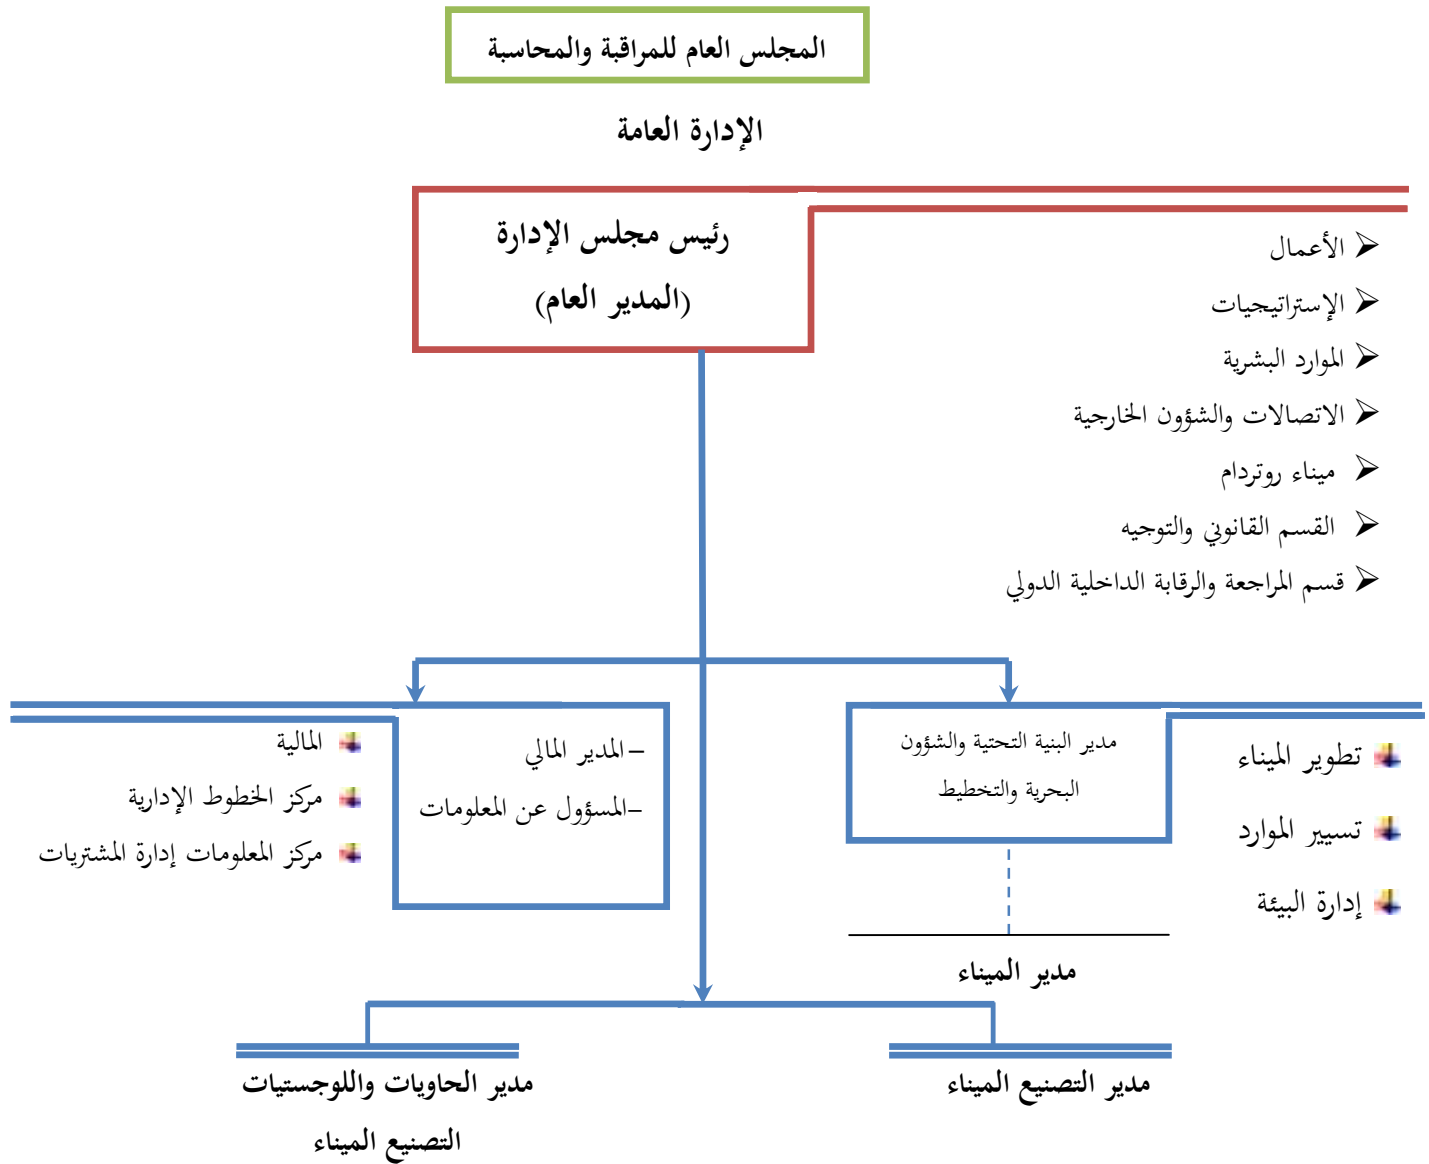 المجلس العام للمراقبة والمحاسبة
الإدارة العامة
رئيس مجلس الإدارة
(المدير العام)
الأعمال
الإستراتيجيات
الموارد البشرية
الاتصالات والشؤون الخارجية
ميناء روتردام
القسم القانوني والتوجيه
قسم المراجعة والرقابة الداخلية الدولي
مدير البنية التحتية والشؤون
البحرية والتخطيط
تطوير الميناء
تسيير الموارد
إدارة البيئة
مدير الميناء
–المدير المالي
–المسؤول عن المعلومات
المالية
مركز الخطوط الإدارية
مركز المعلومات إدارة المشتريات
مدير التصنيع الميناء
مدير الحاويات واللوجستيات
التصنيع الميناء